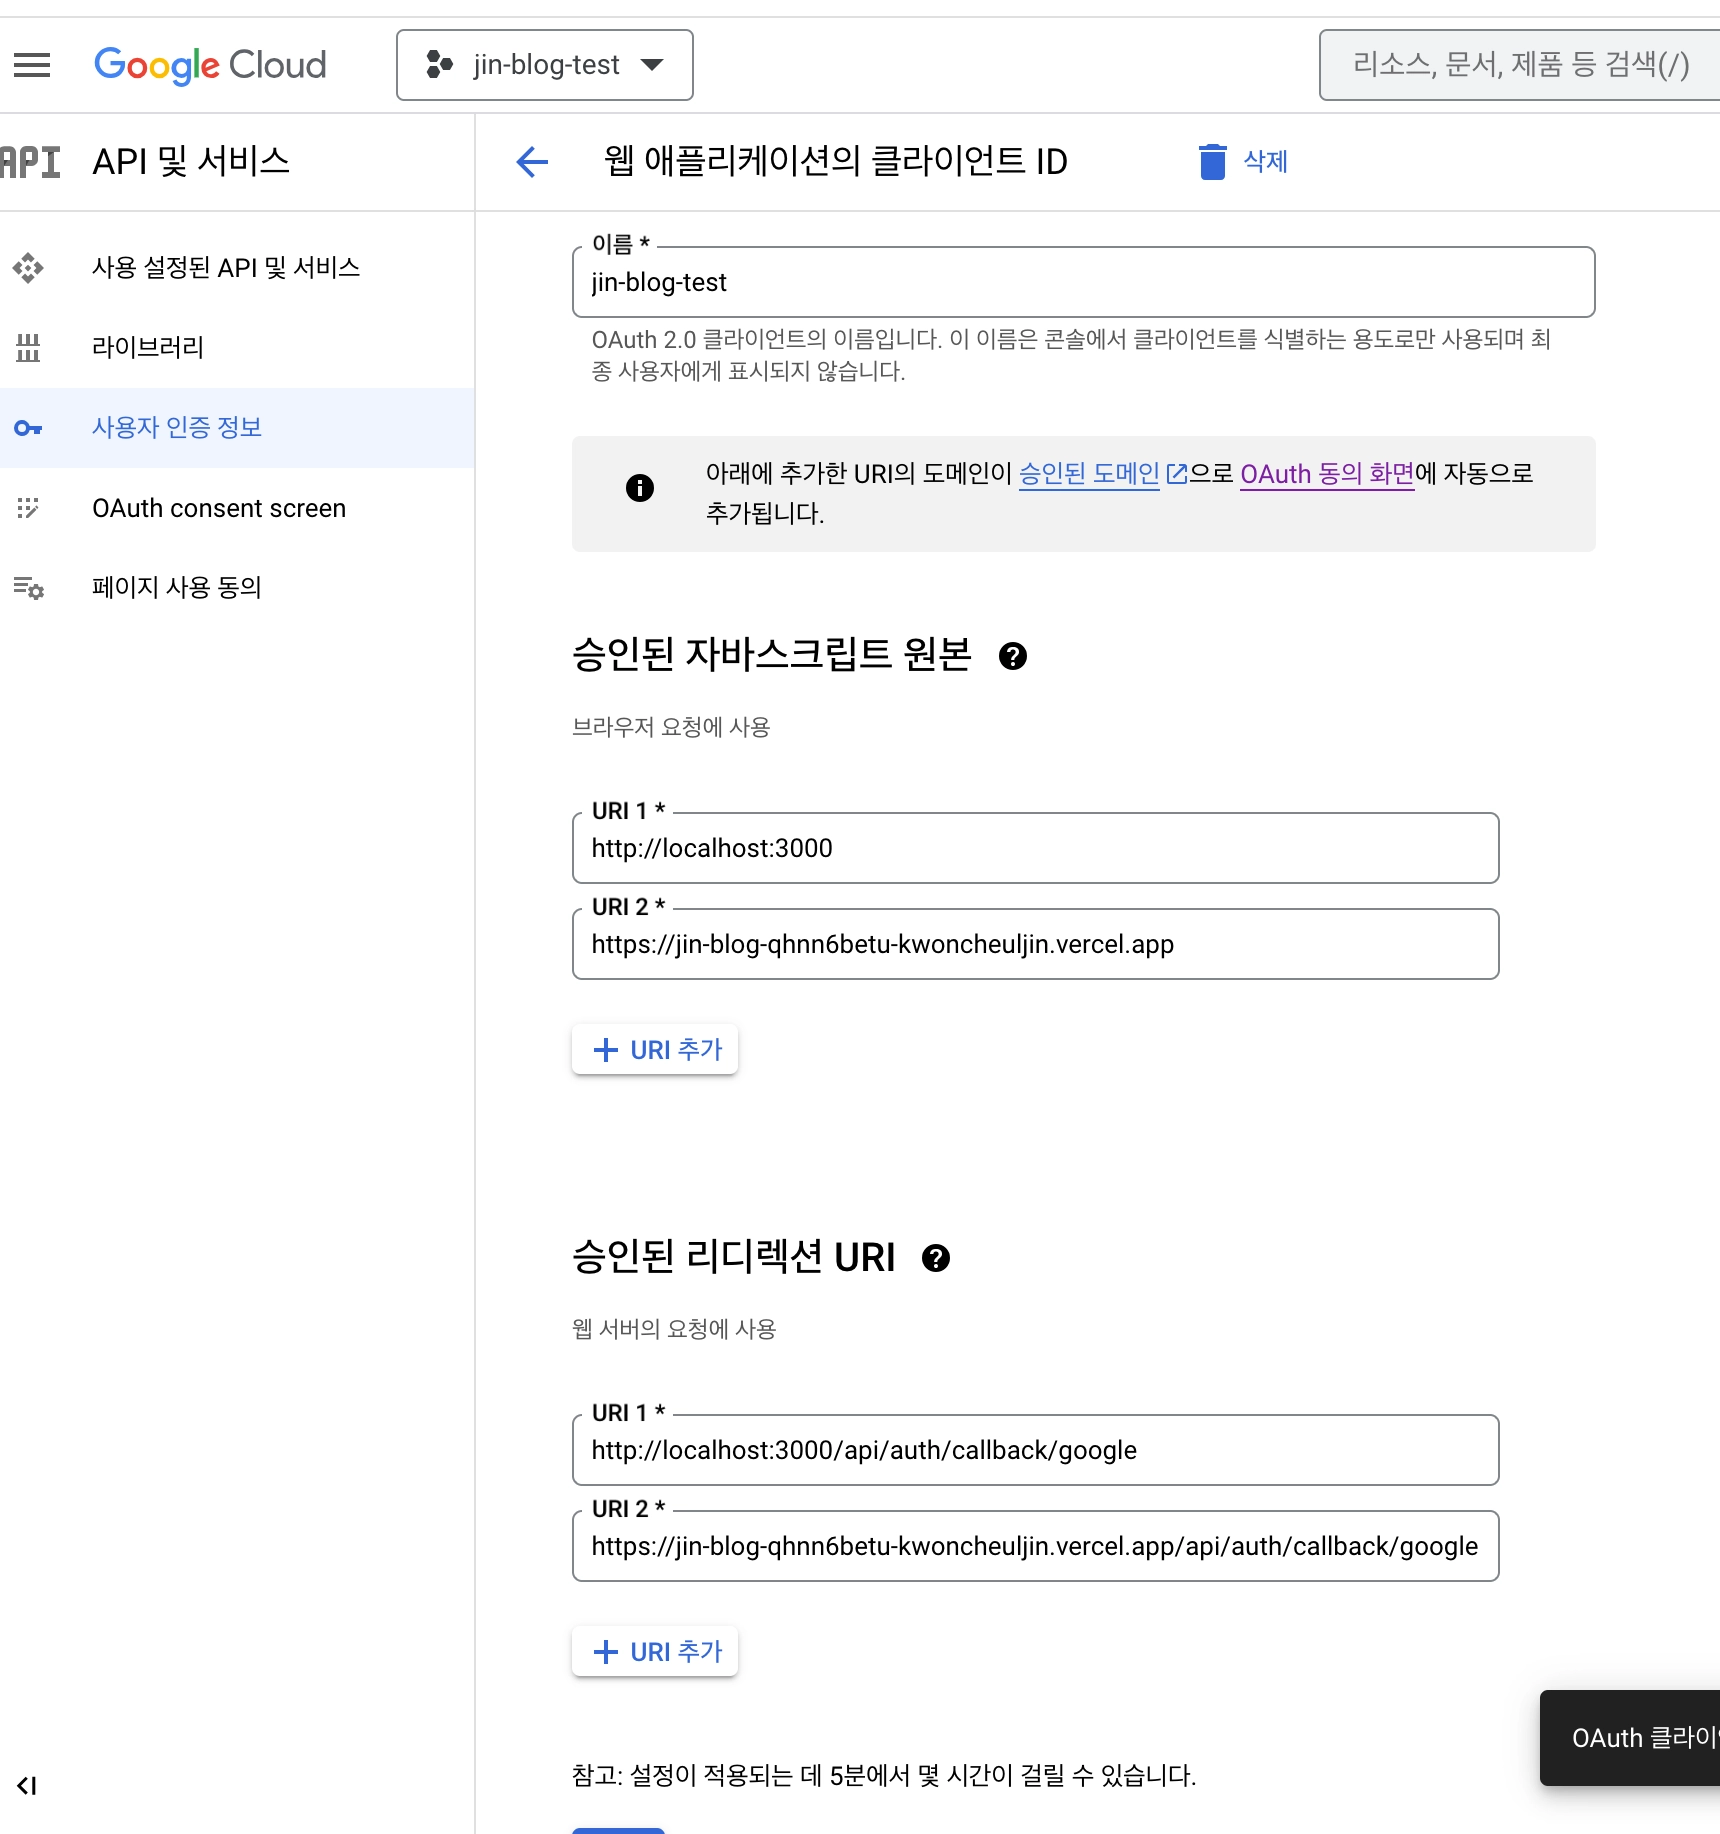 Google Cloud
jin-blog-test
리소스, 문서, 제품 등 검색(/)
API
API 및 서비스
웹 애플리케이션의 클라이언트 ID
삭제
사용 설정된 API 및 서비스
라이브러리
사용자 인증 정보
OAuth consent screen
페이지 사용 동의
이름 *
jin-blog-test
OAuth 2.0 클라이언트의 이름입니다. 이 이름은 콘솔에서 클라이언트를 식별하는 용도로만 사용되며 최
종 사용자에게 표시되지 않습니다.
아래에 추가한 URI의 도메인이 승인된 도메인으로 OAuth 동의 화면에 자동으로
추가됩니다.
승인된 자바스크립트 원본
브라우저 요청에 사용
URI 1 *
http://localhost:3000
URI 2 *
https://jin-blog-qhnn6betu-kwoncheuljin.vercel.app
URI 추가
승인된 리디렉션 URI
웹 서버의 요청에 사용
URI 1 *
http://localhost:3000/api/auth/callback/google
URI 2 *
https://jin-blog-qhnn6betu-kwoncheuljin.vercel.app/api/auth/callback/google
URI 추가
참고: 설정이 적용되는 데 5분에서 몇 시간이 걸릴 수 있습니다.
OAuth 클라이